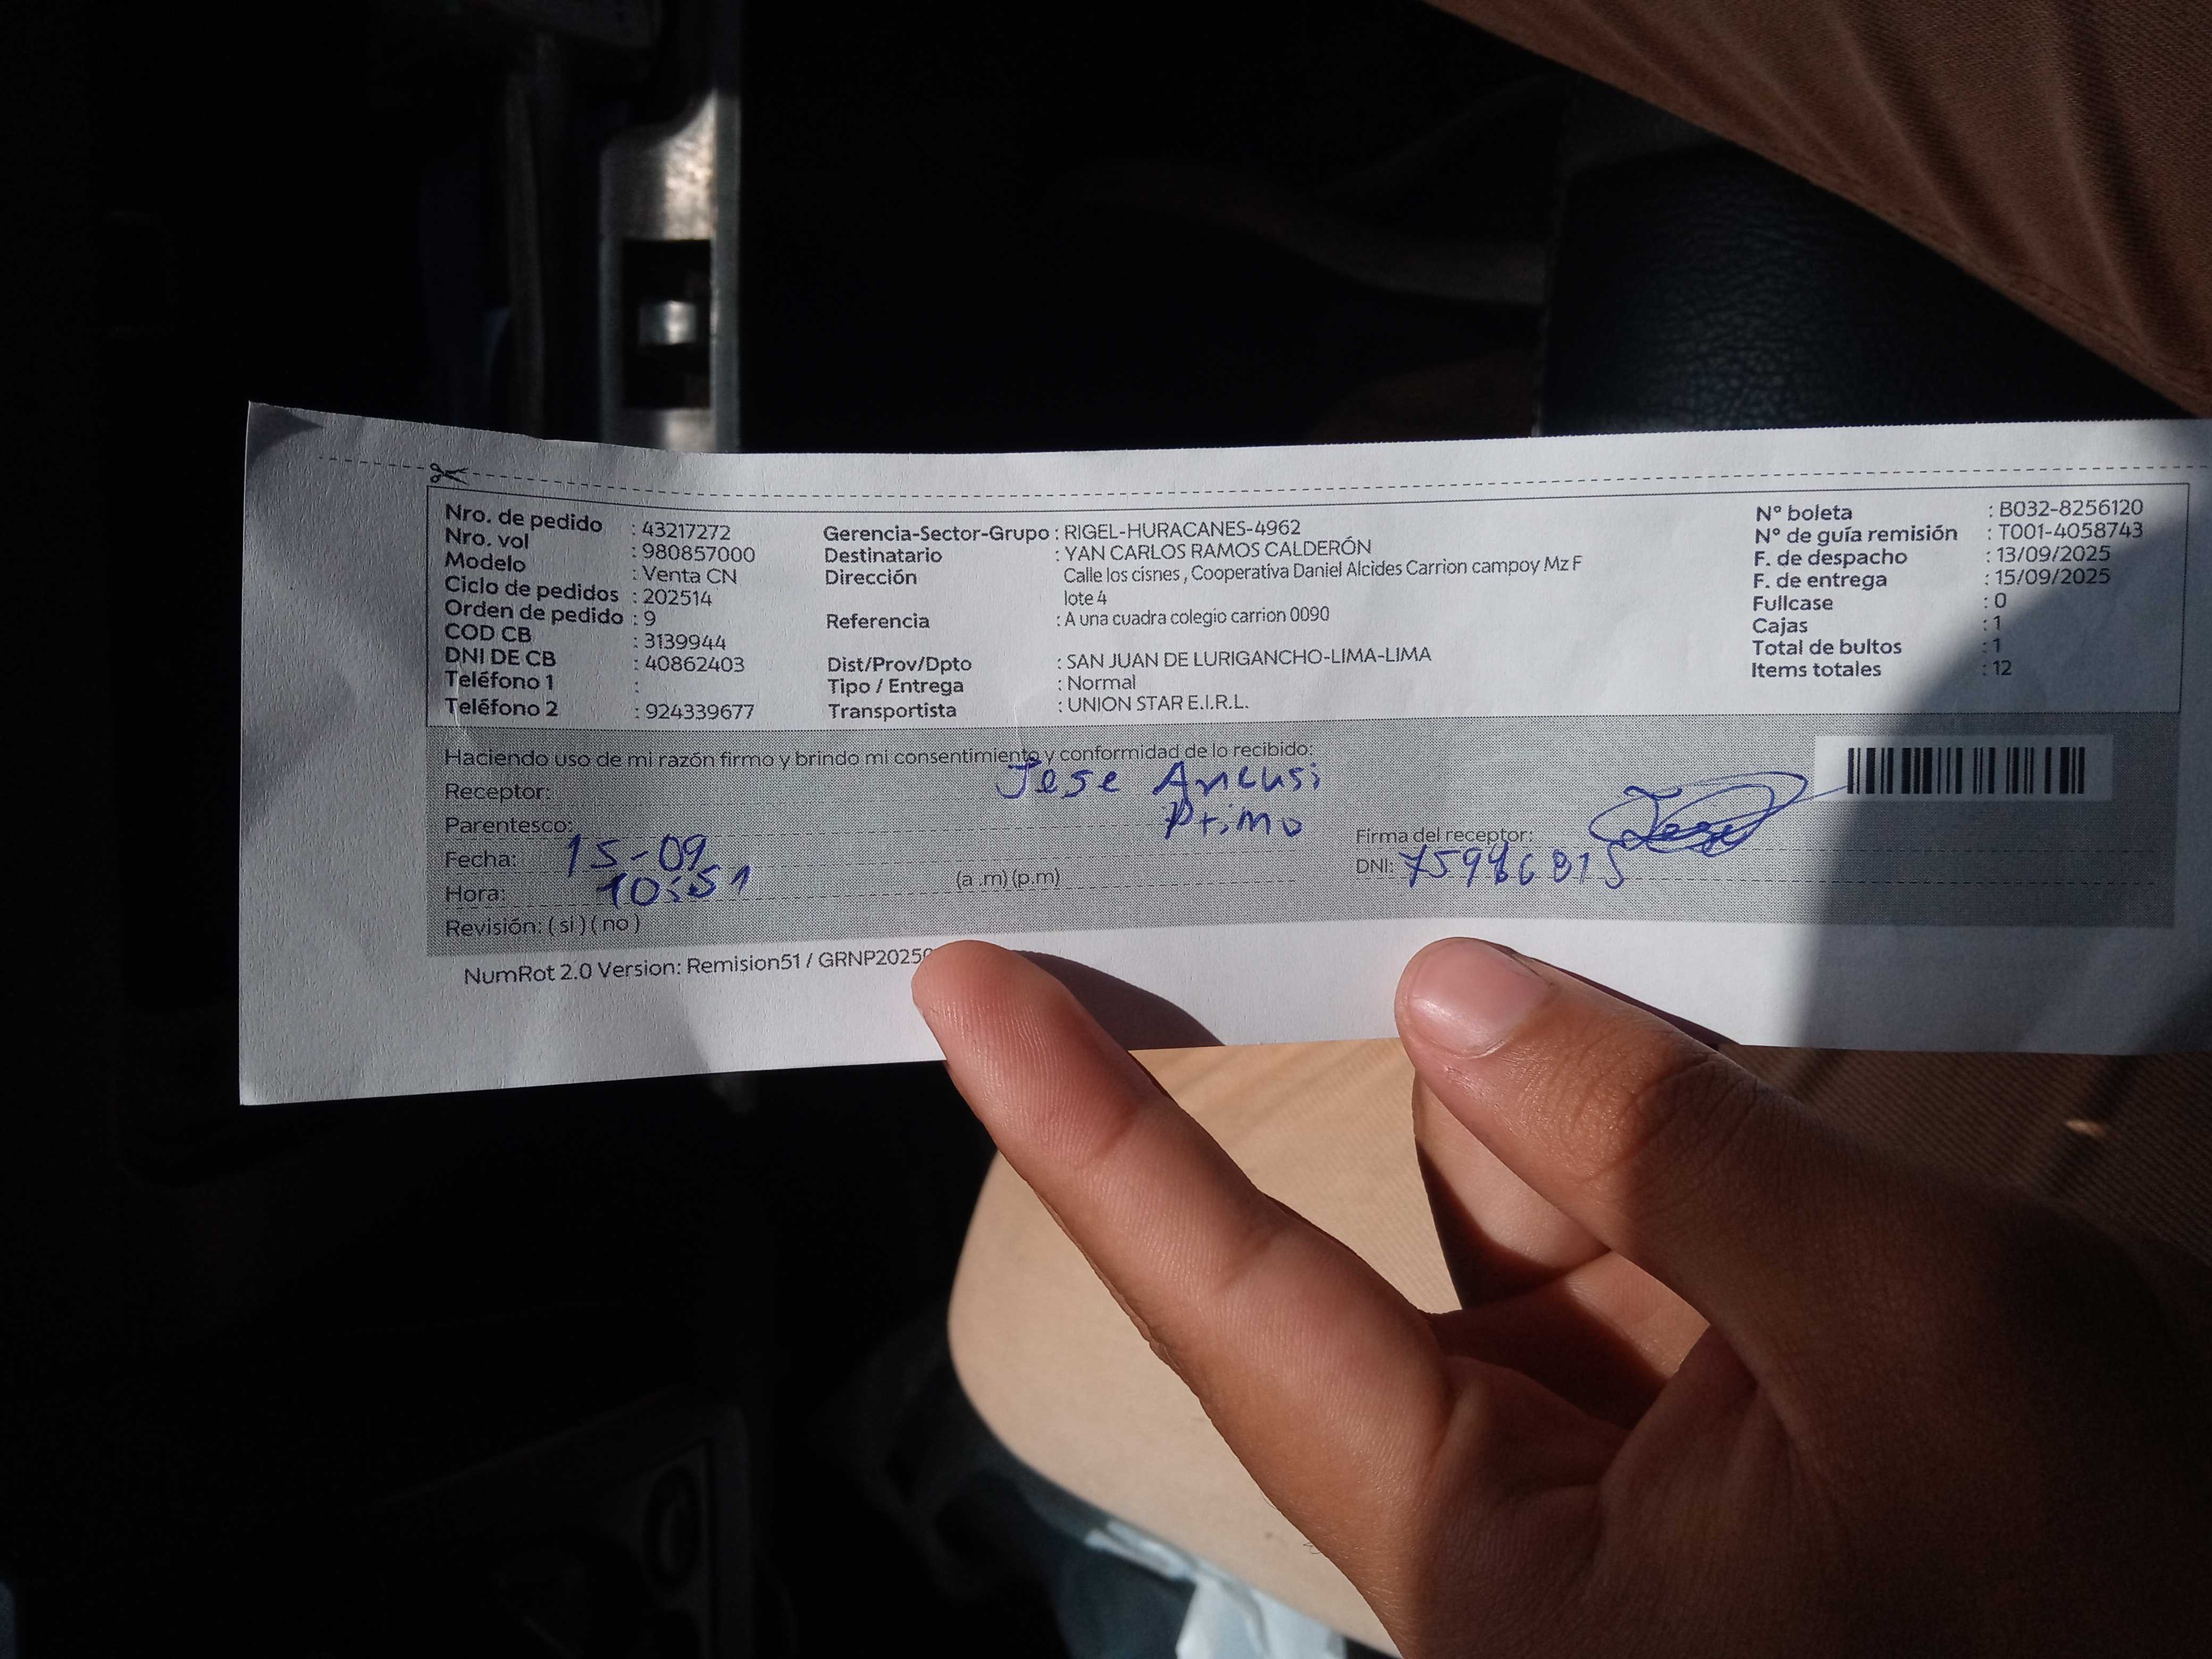 Nro. de pedido : 43217272
Nro. vol : 980857000
Modelo : Venta CN
Ciclo de pedidos : 202514
Orden de pedido : 9
COD CB : 3139944
DNI DE CB : 40862403
Teléfono 1 :
Teléfono 2 : 924339677
Gerencia-Sector-Grupo : RIGEL-HURACANES-4962
Destinatario : YAN CARLOS RAMOS CALDERÓN
Dirección Calle los cisnes , Cooperativa Daniel Alcides Carrion campoy Mz F
lote 4
Referencia : A una cuadra colegio carrion 0090
Dist/Prov/Dpto : SAN JUAN DE LURIGANCHO-LIMA-LIMA
Tipo / Entrega : Normal
Transportista : UNION STAR E.I.R.L.
N° boleta : B032-8256120
N° de guía remisión : T001-4058743
F. de despacho : 13/09/2025
F. de entrega : 15/09/2025
Fullcase : 0
Cajas : 1
Total de bultos : 1
Items totales : 12
Haciendo uso de mi razón firmo y brindo mi consentimiento y conformidad de lo recibido:
Receptor: Jese Ancusi
Parentesco: Primo
Fecha: 15-09
Hora: 10:51 (a .m) (p.m)
Revisión: ( si ) ( no )
Firma del receptor:
DNI:
NumRot 2.0 Version: Remision51 / GRNP2025